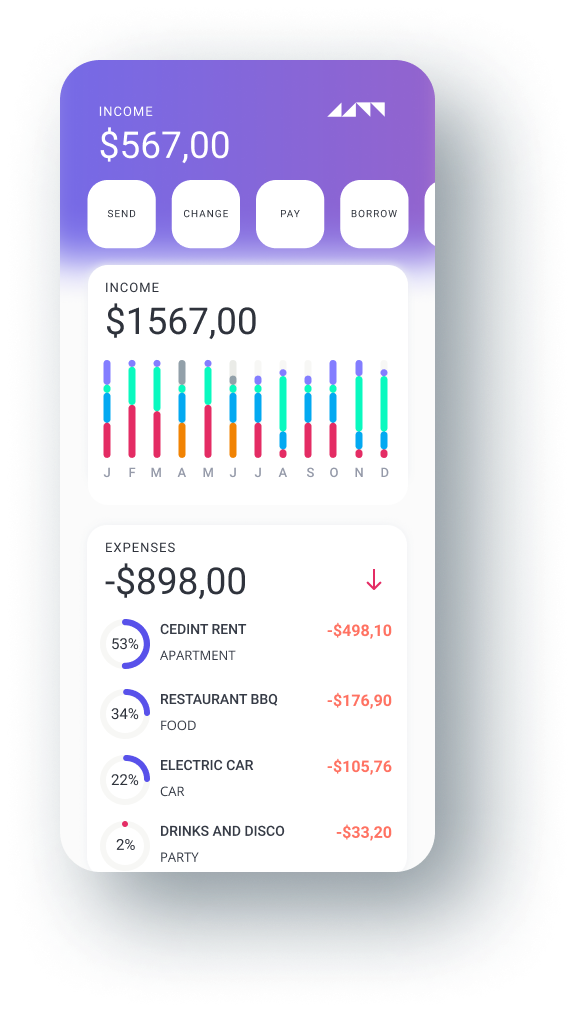 INCOME
$567,00
SEND CHANGE PAY BORROW
INCOME
$1567,00
J F M A M J J A S O N D
EXPENSES
-$898,00
53% CEDINT RENT -$498,10
APARTMENT
34% RESTAURANT BBQ -$176,90
FOOD
22% ELECTRIC CAR -$105,76
CAR
2% DRINKS AND DISCO -$33,20
PARTY